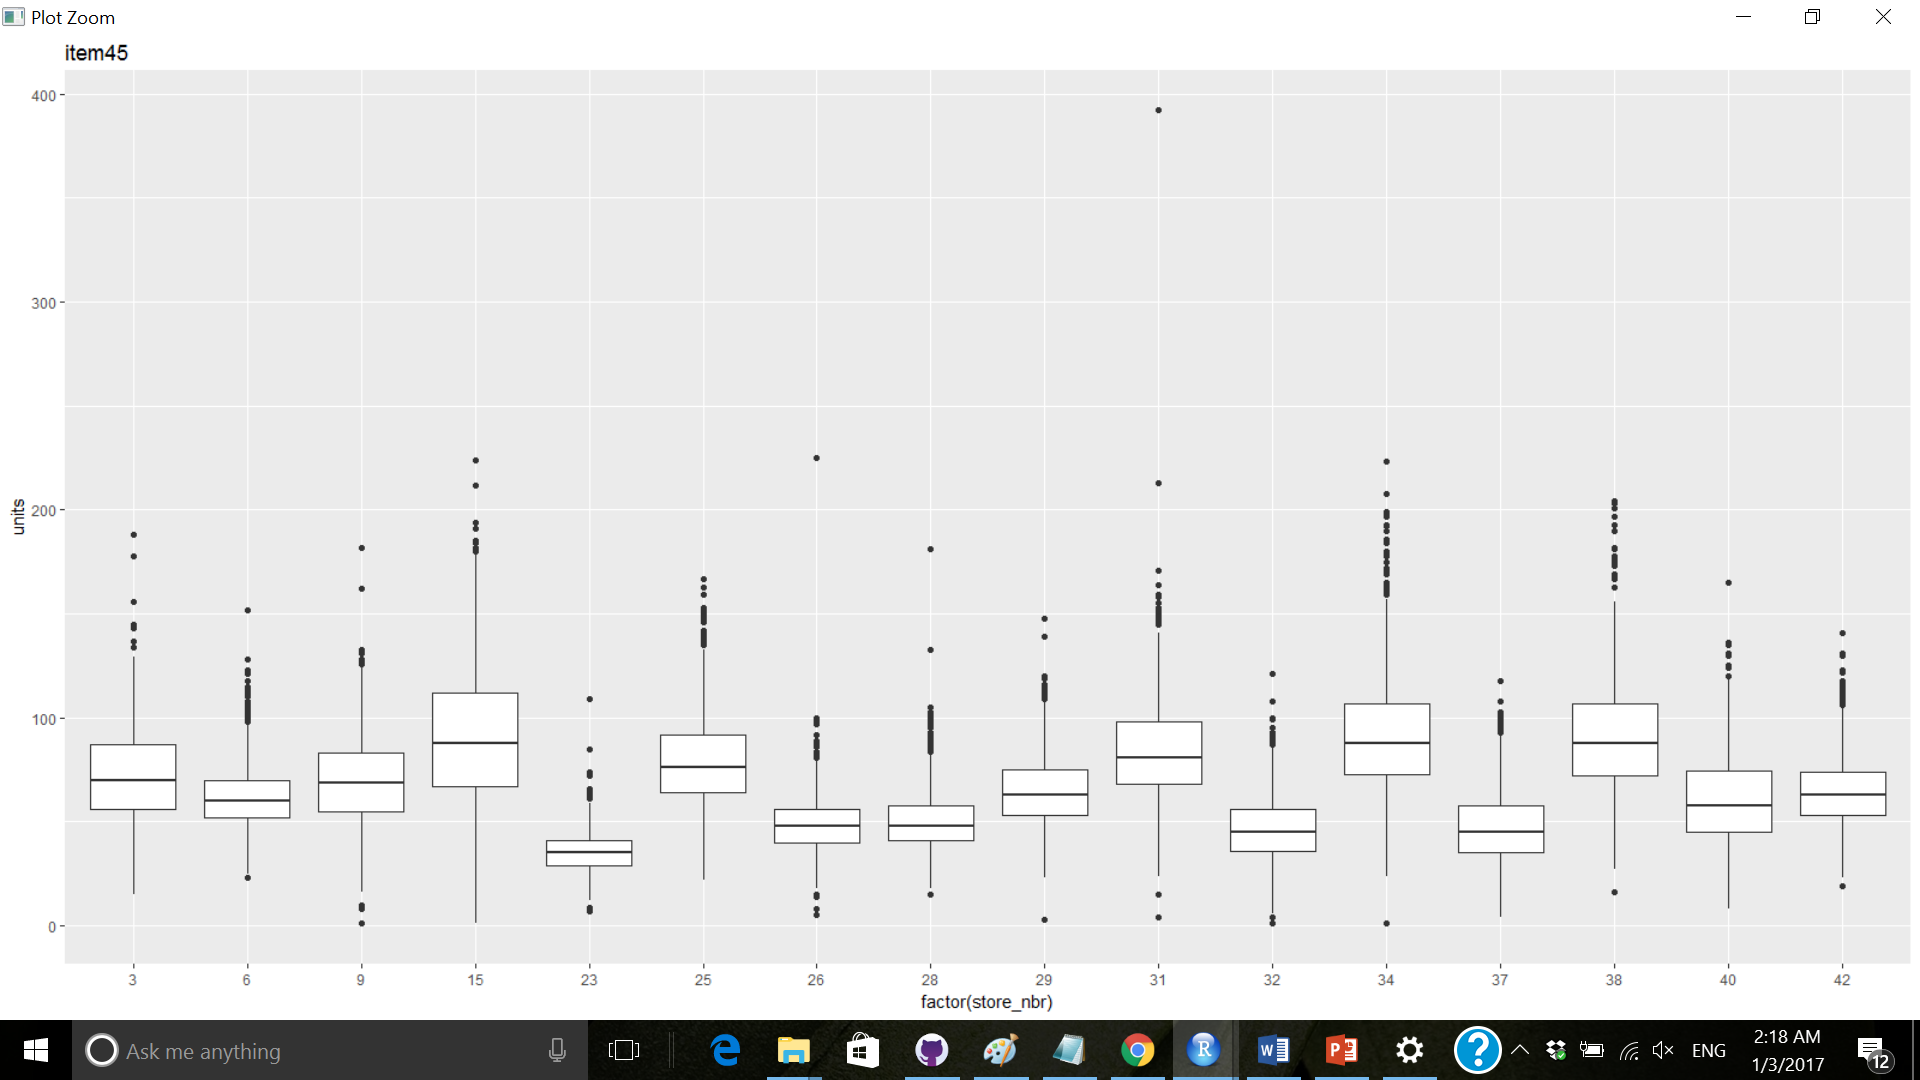 Plot Zoom
item45
400
300
200
100
0
units
3 6 9 15 23 25 26 28 29 31 32 34 37 38 40 42
factor(store_nbr)
Ask me anything
R
W
P
?
ENG
2:18 AM
1/3/2017
12